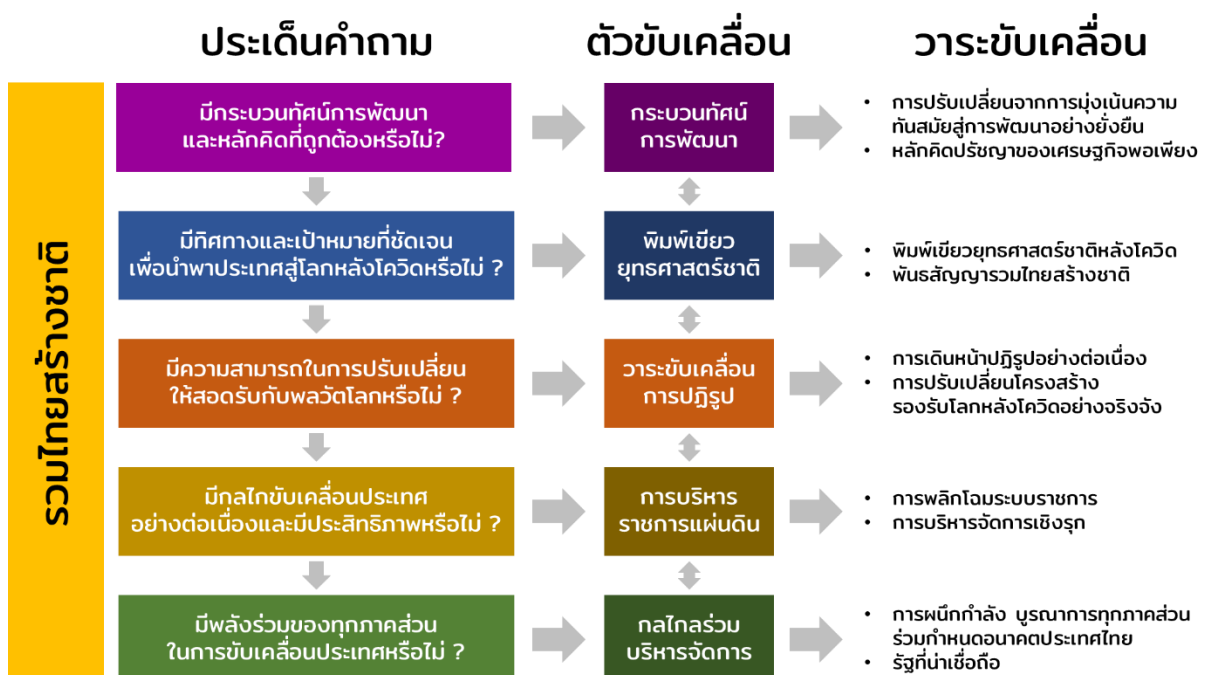 ประเด็นคำถาม
ตัวขับเคลื่อน
วาระขับเคลื่อน
รวมไทยสร้างชาติ
มีกระบวนทัศน์การพัฒนา
และหลักคิดที่ถูกต้องหรือไม่?
กระบวนทัศน์
การพัฒนา
• การปรับเปลี่ยนจากการมุ่งเน้นความ
ทันสมัยสู่การพัฒนาอย่างยั่งยืน
• หลักคิดปรัชญาของเศรษฐกิจพอเพียง
มีทิศทางและเป้าหมายที่ชัดเจน
เพื่อนำพาประเทศสู่โลกหลังโควิดหรือไม่ ?
พิมพ์เขียว
ยุทธศาสตร์ชาติ
• พิมพ์เขียวยุทธศาสตร์ชาติหลังโควิด
• พันธสัญญารวมไทยสร้างชาติ
มีความสามารถในการปรับเปลี่ยน
ให้สอดรับกับพลวัตโลกหรือไม่ ?
วาระขับเคลื่อน
การปฏิรูป
• การเดินหน้าปฏิรูปอย่างต่อเนื่อง
• การปรับเปลี่ยนโครงสร้าง
รองรับโลกหลังโควิดอย่างจริงจัง
มีกลไกขับเคลื่อนประเทศ
อย่างต่อเนื่องและมีประสิทธิภาพหรือไม่ ?
การบริหาร
ราชการแผ่นดิน
• การพลิกโฉมระบบราชการ
• การบริหารจัดการเชิงรุก
มีพลังร่วมของทุกภาคส่วน
ในการขับเคลื่อนประเทศหรือไม่ ?
กลไกลร่วม
บริหารจัดการ
• การผนึกกำลัง บูรณาการทุกภาคส่วน
ร่วมกำหนดอนาคตประเทศไทย
• รัฐที่น่าเชื่อถือ